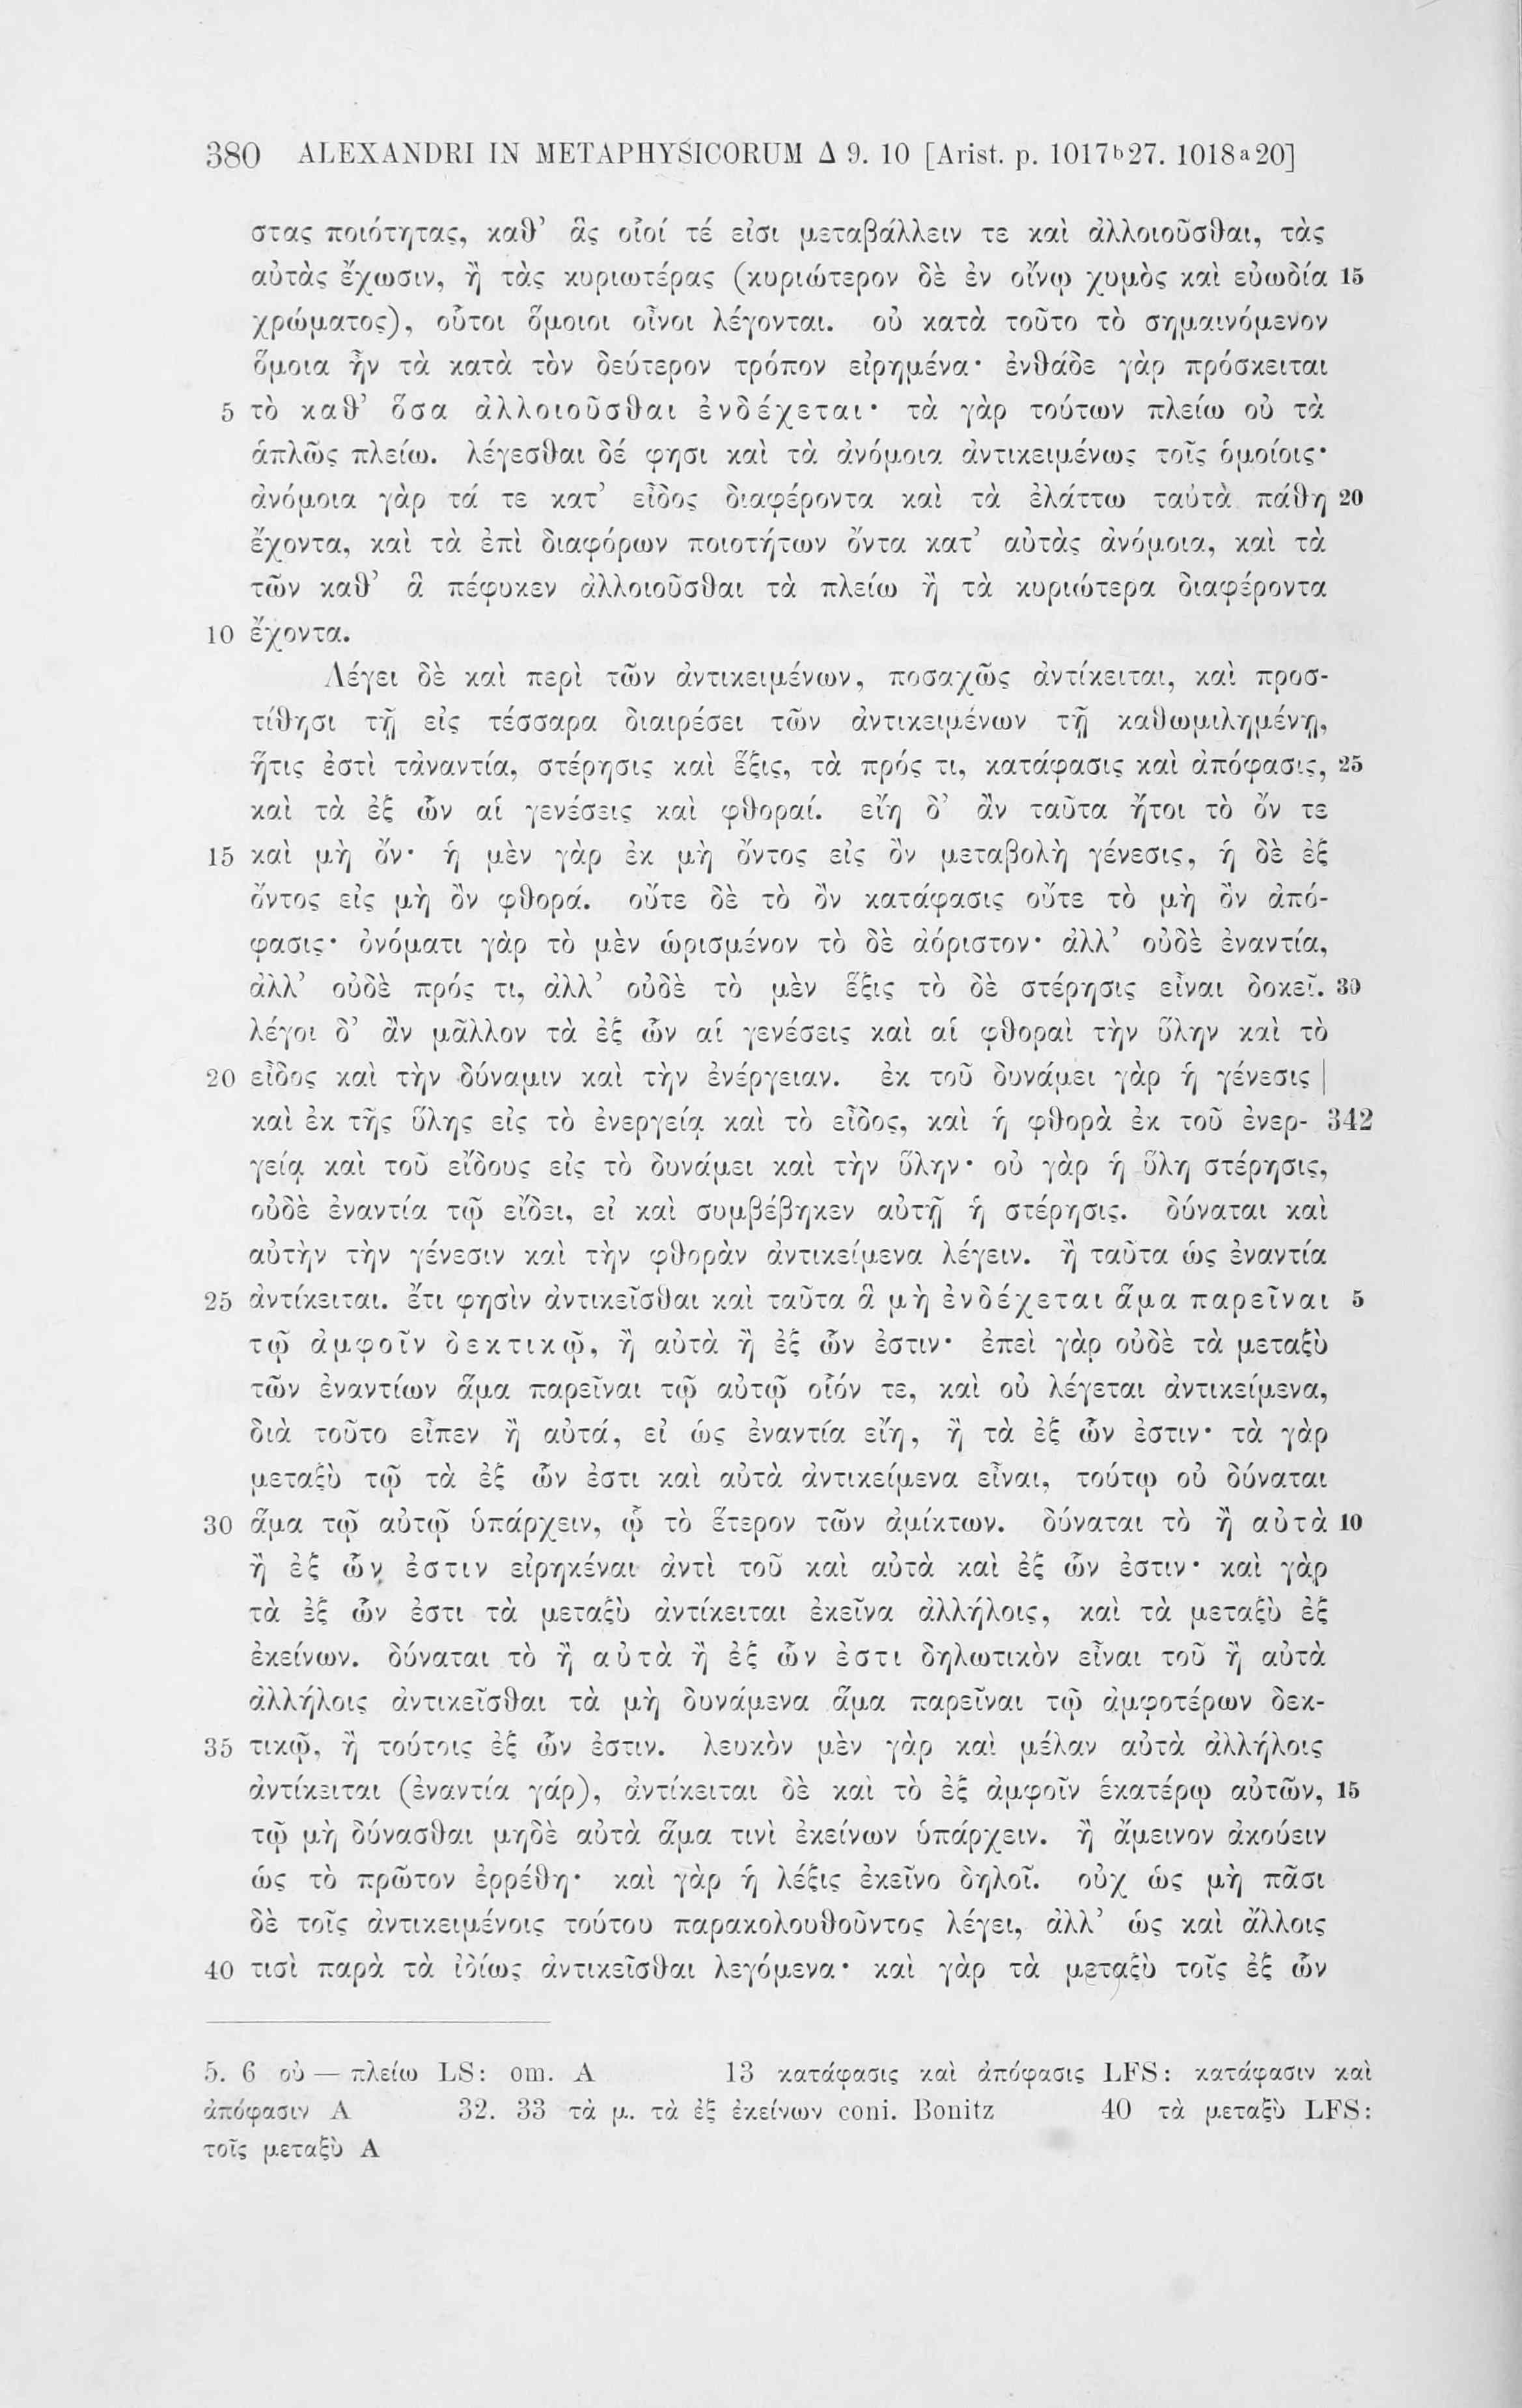 380 ALEXANDRI IN METAPHYSICORUM Δ 9. 10 [Arist. p. 1017b27. 1018a20]
στας ποιότητας, καθ’ ἃς οἷοί τέ εἰσι μεταβάλλειν τε καὶ ἀλλοιοῦσθαι, τὰς
αὐτὰς ἔχωσιν, ἢ τὰς κυριωτέρας (κυριώτερον δὲ ἐν οἴνῳ χυμὸς καὶ εὐωδία 15
χρώματος), οὗτοι ὅμοιοι οἶνοι λέγονται. οὐ κατὰ τοῦτο τὸ σημαινόμενον
ὅμοια ἦν τὰ κατὰ τὸν δεύτερον τρόπον εἰρημένα· ἐνθάδε γὰρ πρόσκειται
5 τὸ καθ’ ὅσα ἀλλοιοῦσθαι ἐνδέχεται· τὰ γὰρ τούτων πλείω οὐ τὰ
ἁπλῶς πλείω. λέγεσθαι δέ φησι καὶ τὰ ἀνόμοια ἀντικειμένως τοῖς ὁμοίοις·
ἀνόμοια γὰρ τά τε κατ’ εἶδος διαφέροντα καὶ τὰ ἐλάττω ταὐτὰ πάθη 20
ἔχοντα, καὶ τὰ ἐπὶ διαφόρων ποιοτήτων ὄντα κατ’ αὐτὰς ἀνόμοια, καὶ τὰ
τῶν καθ’ ἃ πέφυκεν ἀλλοιοῦσθαι τὰ πλείω ἢ τὰ κυριώτερα διαφέροντα
10 ἔχοντα.
Λέγει δὲ καὶ περὶ τῶν ἀντικειμένων, ποσαχῶς ἀντίκειται, καὶ προσ-
τίθησι τῇ εἰς τέσσαρα διαιρέσει τῶν ἀντικειμένων τῇ καθωμιλημένῃ,
ἥτις ἐστὶ τἀναντία, στέρησις καὶ ἕξις, τὰ πρός τι, κατάφασις καὶ ἀπόφασις, 25
καὶ τὰ ἐξ ὧν αἱ γενέσεις καὶ φθοραί. εἴη δ’ ἂν ταῦτα ἤτοι τὸ ὄν τε
15 καὶ μὴ ὄν· ἡ μὲν γὰρ ἐκ μὴ ὄντος εἰς ὂν μεταβολὴ γένεσις, ἡ δὲ ἐξ
ὄντος εἰς μὴ ὂν φθορά. οὔτε δὲ τὸ ὂν κατάφασις οὔτε τὸ μὴ ὂν ἀπό-
φασις· ὀνόματι γὰρ τὸ μὲν ὡρισμένον τὸ δὲ ἀόριστον· ἀλλ’ οὐδὲ ἐναντία,
ἀλλ’ οὐδὲ πρός τι, ἀλλ’ οὐδὲ τὸ μὲν ἕξις τὸ δὲ στέρησις εἶναι δοκεῖ. 30
λέγοι δ’ ἂν μᾶλλον τὰ ἐξ ὧν αἱ γενέσεις καὶ αἱ φθοραὶ τὴν ὕλην καὶ τὸ
20 εἶδος καὶ τὴν δύναμιν καὶ τὴν ἐνέργειαν. ἐκ τοῦ δυνάμει γὰρ ἡ γένεσις |
καὶ ἐκ τῆς ὕλης εἰς τὸ ἐνεργείᾳ καὶ τὸ εἶδος, καὶ ἡ φθορὰ ἐκ τοῦ ἐνερ- 342
γείᾳ καὶ τοῦ εἴδους εἰς τὸ δυνάμει καὶ τὴν ὕλην· οὐ γὰρ ἡ ὕλη στέρησις,
οὐδὲ ἐναντία τῷ εἴδει, εἰ καὶ συμβέβηκεν αὐτῇ ἡ στέρησις. δύναται καὶ
αὐτὴν τὴν γένεσιν καὶ τὴν φθορὰν ἀντικείμενα λέγειν. ἢ ταῦτα ὡς ἐναντία
25 ἀντίκειται. ἔτι φησὶν ἀντικεῖσθαι καὶ ταῦτα ἃ μὴ ἐνδέχεται ἅμα παρεῖναι 5
τῷ ἀμφοῖν δεκτικῷ, ἢ αὐτὰ ἢ ἐξ ὧν ἐστιν· ἐπεὶ γὰρ οὐδὲ τὰ μεταξὺ
τῶν ἐναντίων ἅμα παρεῖναι τῷ αὐτῷ οἷόν τε, καὶ οὐ λέγεται ἀντικείμενα,
διὰ τοῦτο εἶπεν ἢ αὐτά, εἰ ὡς ἐναντία εἴη, ἢ τὰ ἐξ ὧν ἐστιν· τὰ γὰρ
μεταξὺ τῷ τὰ ἐξ ὧν ἐστι καὶ αὐτὰ ἀντικείμενα εἶναι, τούτῳ οὐ δύναται
30 ἅμα τῷ αὐτῷ ὑπάρχειν, ᾧ τὸ ἕτερον τῶν ἀμίκτων. δύναται τὸ ἢ αὐτὰ 10
ἢ ἐξ ὧν ἐστιν εἰρηκέναι ἀντὶ τοῦ καὶ αὐτὰ καὶ ἐξ ὧν ἐστιν· καὶ γὰρ
τὰ ἐξ ὧν ἐστι τὰ μεταξὺ ἀντίκειται ἐκεῖνα ἀλλήλοις, καὶ τὰ μεταξὺ ἐξ
ἐκείνων. δύναται τὸ ἢ αὐτὰ ἢ ἐξ ὧν ἐστι δηλωτικὸν εἶναι τοῦ ἢ αὐτὰ
ἀλλήλοις ἀντικεῖσθαι τὰ μὴ δυνάμενα ἅμα παρεῖναι τῷ ἀμφοτέρων δεκ-
35 τικῷ, ἢ τούτοις ἐξ ὧν ἐστιν. λευκὸν μὲν γὰρ καὶ μέλαν αὐτὰ ἀλλήλοις
ἀντίκειται (ἐναντία γάρ), ἀντίκειται δὲ καὶ τὸ ἐξ ἀμφοῖν ἑκατέρῳ αὐτῶν, 15
τῷ μὴ δύνασθαι μηδὲ αὐτὰ ἅμα τινὶ ἐκείνων ὑπάρχειν. ἢ ἄμεινον ἀκούειν
ὡς τὸ πρῶτον ἐρρέθη· καὶ γὰρ ἡ λέξις ἐκεῖνο δηλοῖ. οὐχ ὡς μὴ πᾶσι
δὲ τοῖς ἀντικειμένοις τούτου παρακολουθοῦντος λέγει, ἀλλ’ ὡς καὶ ἄλλοις
40 τισὶ παρὰ τὰ ἰδίως ἀντικεῖσθαι λεγόμενα· καὶ γὰρ τὰ μεταξὺ τοῖς ἐξ ὧν
5. 6 οὐ — πλείω LS: om. A 13 κατάφασις καὶ ἀπόφασις LFS: κατάφασιν καὶ
ἀπόφασιν A 32. 33 τὰ μ. τὰ ἐξ ἐκείνων coni. Bonitz 40 τὰ μεταξὺ LFS:
τοῖς μεταξὺ A